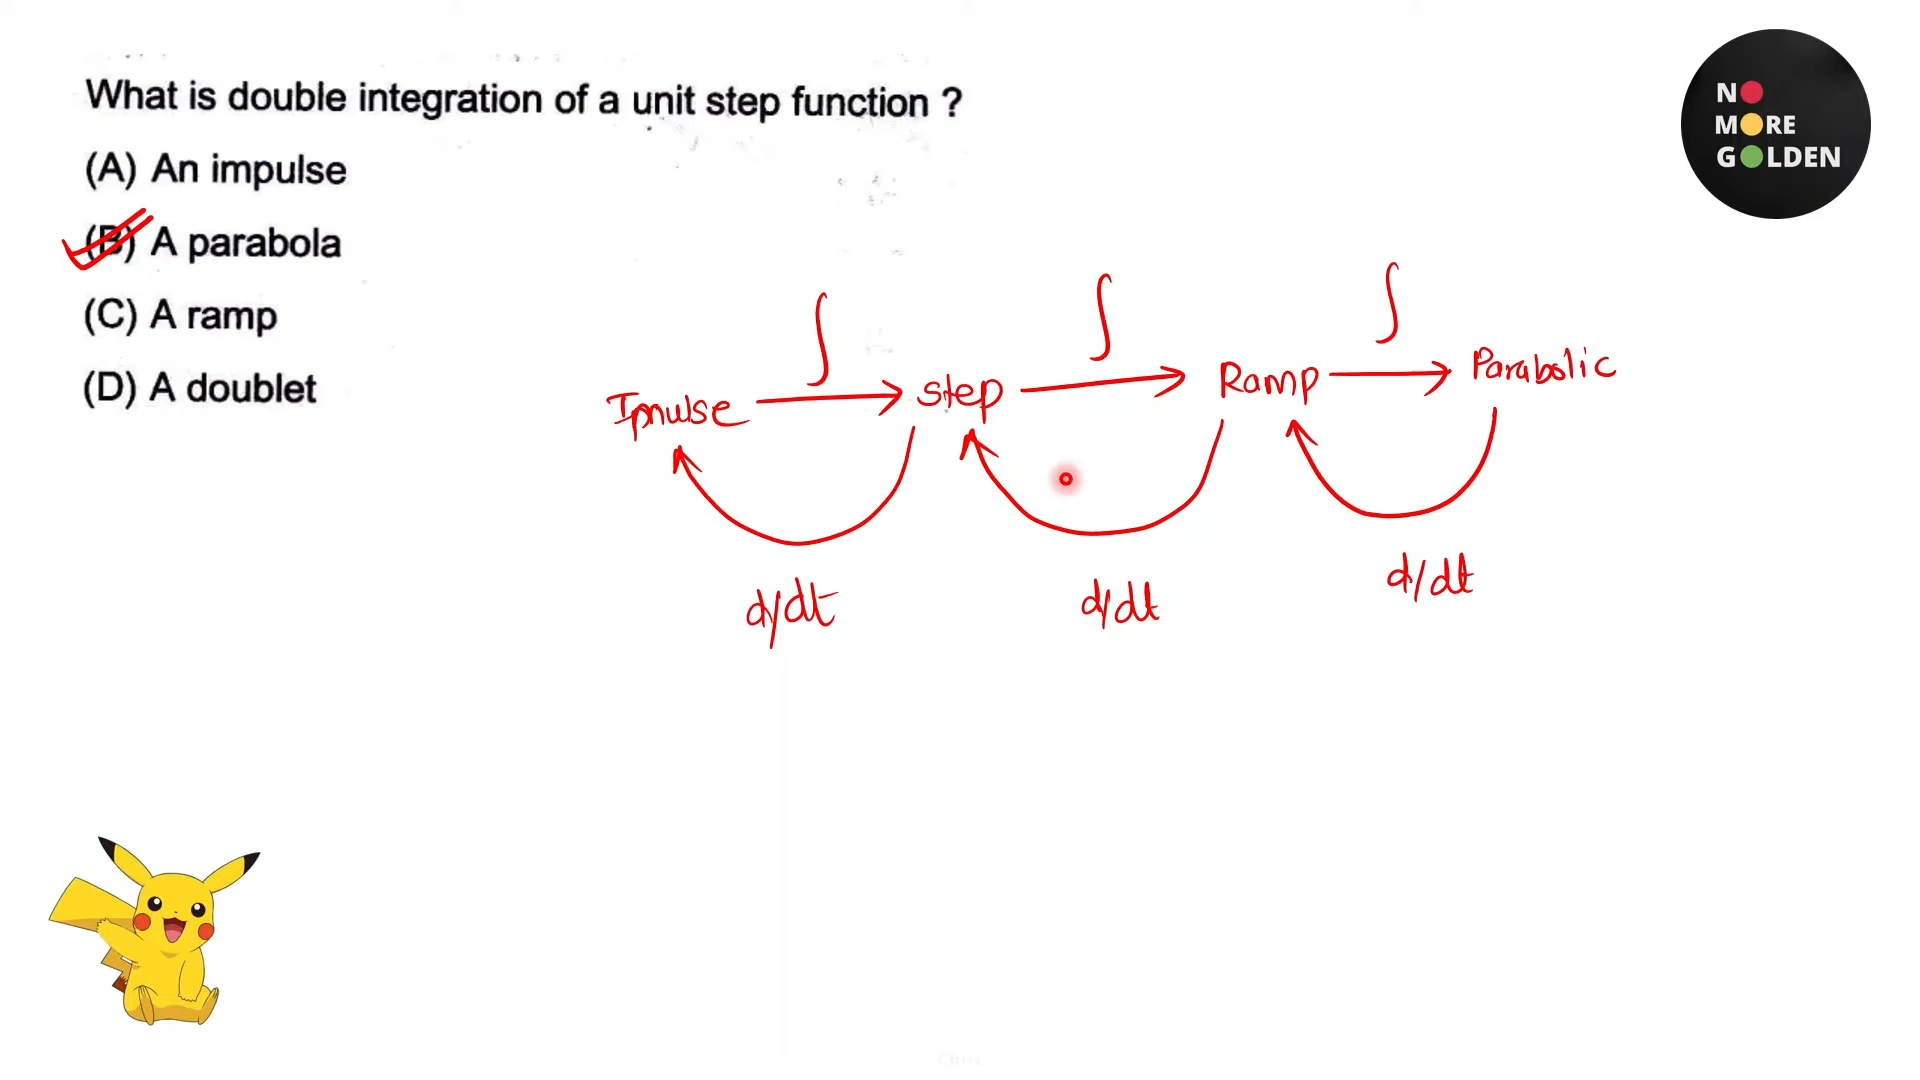 What is double integration of a unit step function ?
(A) An impulse
(B) A parabola
(C) A ramp
(D) A doublet
NO
MORE
GOLDEN
∫ ∫ ∫
Impulse step Ramp Parabolic
d/dt d/dt d/dt